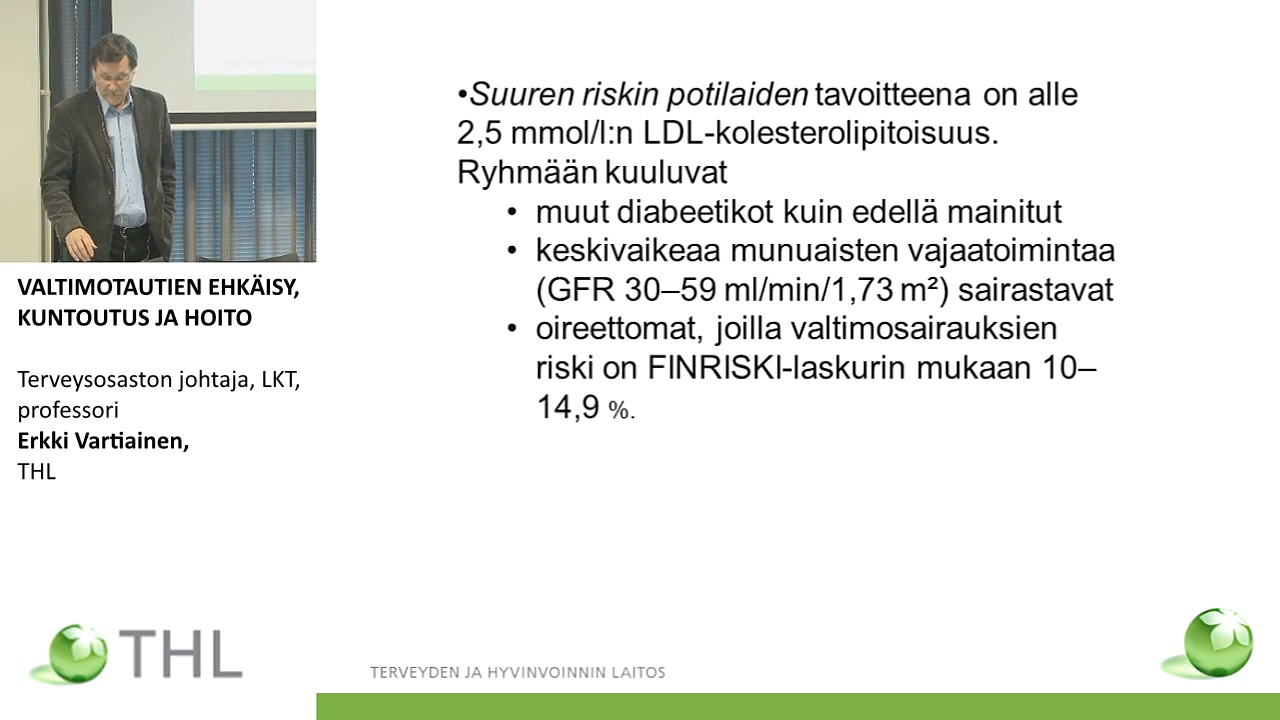 VALTIMOTAUTIEN EHKÄISY,
KUNTOUTUS JA HOITO
Terveysosaston johtaja, LKT,
professori
Erkki Vartiainen,
THL
THL
•Suuren riskin potilaiden tavoitteena on alle
2,5 mmol/l:n LDL-kolesterolipitoisuus.
Ryhmään kuuluvat
• muut diabeetikot kuin edellä mainitut
• keskivaikeaa munuaisten vajaatoimintaa
(GFR 30–59 ml/min/1,73 m²) sairastavat
• oireettomat, joilla valtimosairauksien
riski on FINRISKI-laskurin mukaan 10–
14,9 %.
TERVEYDEN JA HYVINVOINNIN LAITOS